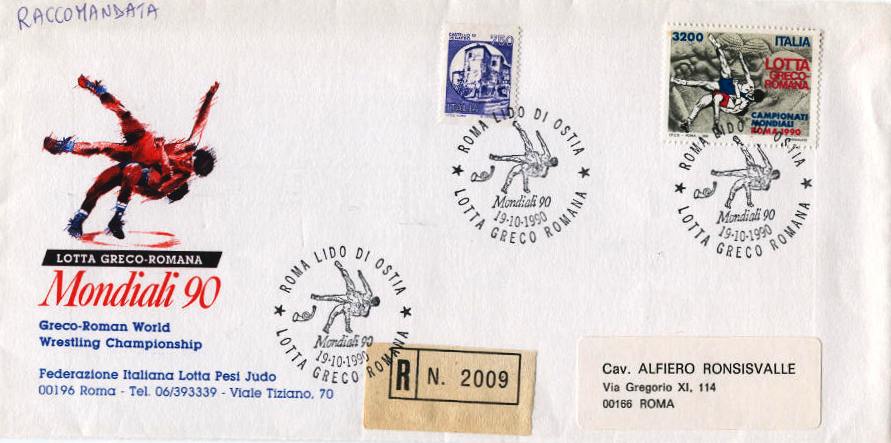 RACCOMANDATA
CASTELLO DI
750
ITALIA
3200 ITALIA
LOTTA
GRECO-
ROMANA
CAMPIONATI
MONDIALI
ROMA 1990
ROMA LIDO DI OSTIA
Mondiali 90
19-10-1990
LOTTA GRECO ROMANA
ROMA LIDO DI OSTIA
Mondiali 90
19-10-1990
LOTTA GRECO ROMANA
LOTTA GRECO-ROMANA
Mondiali 90
Greco-Roman World
Wrestling Championship
Federazione Italiana Lotta Pesi Judo
00196 Roma - Tel. 06/393339 - Viale Tiziano, 70
ROMA LIDO DI OSTIA
Mondiali 90
19-10-1990
LOTTA GRECO ROMANA
R N. 2009
Cav. ALFIERO RONSISVALLE
Via Gregorio XI, 114
00166 ROMA